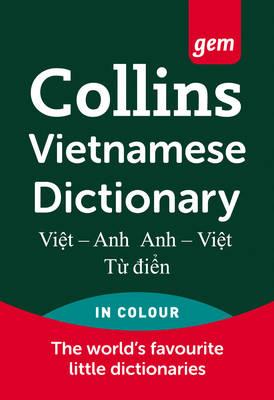 gem
Collins
Vietnamese
Dictionary
Việt – Anh Anh – Việt
Từ điển
IN COLOUR
The world's favourite
little dictionaries